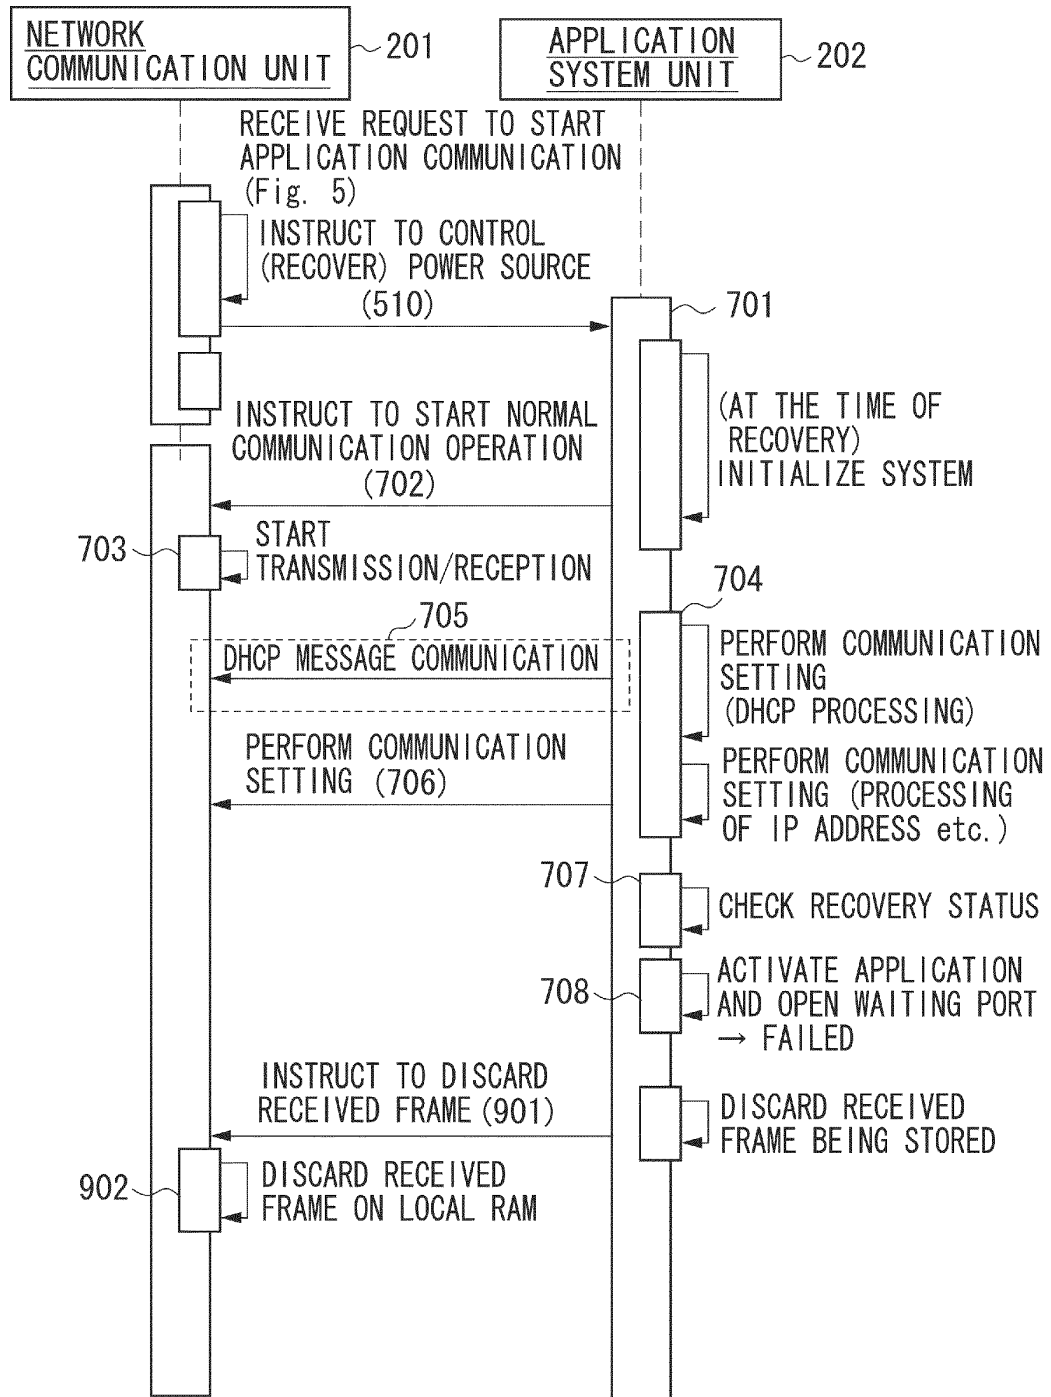 NETWORK
COMMUNICATION UNIT
201
APPLICATION
SYSTEM UNIT
202
RECEIVE REQUEST TO START
APPLICATION COMMUNICATION
(Fig. 5)
INSTRUCT TO CONTROL
(RECOVER) POWER SOURCE
(510)
701
(AT THE TIME OF
RECOVERY)
INITIALIZE SYSTEM
INSTRUCT TO START NORMAL
COMMUNICATION OPERATION
(702)
703
START
TRANSMISSION/RECEPTION
704
705
DHCP MESSAGE COMMUNICATION
PERFORM COMMUNICATION
SETTING
(DHCP PROCESSING)
PERFORM COMMUNICATION
SETTING (706)
PERFORM COMMUNICATION
SETTING (PROCESSING
OF IP ADDRESS etc.)
707
CHECK RECOVERY STATUS
708
ACTIVATE APPLICATION
AND OPEN WAITING PORT
→ FAILED
INSTRUCT TO DISCARD
RECEIVED FRAME (901)
DISCARD RECEIVED
FRAME BEING STORED
902
DISCARD RECEIVED
FRAME ON LOCAL RAM